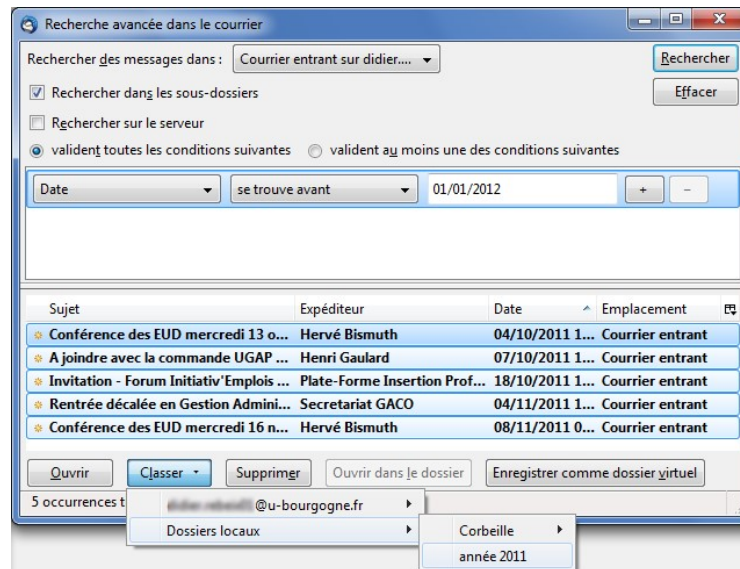 Recherche avancée dans le courrier
Rechercher des messages dans : Courrier entrant sur didier.... Rechercher
Rechercher dans les sous-dossiers Effacer
Rechercher sur le serveur
valident toutes les conditions suivantes valident au moins une des conditions suivantes
Date se trouve avant 01/01/2012 + -
Sujet Expéditeur Date Emplacement
Conférence des EUD mercredi 13 o... Hervé Bismuth 04/10/2011 1... Courrier entrant
A joindre avec la commande UGAP ... Henri Gaulard 07/10/2011 1... Courrier entrant
Invitation - Forum Initiativ'Emplois ... Plate-Forme Insertion Prof... 18/10/2011 1... Courrier entrant
Rentrée décalée en Gestion Admini... Secretariat GACO 04/11/2011 1... Courrier entrant
Conférence des EUD mercredi 16 n... Hervé Bismuth 08/11/2011 0... Courrier entrant
Ouvrir Classer Supprimer Ouvrir dans le dossier Enregistrer comme dossier virtuel
5 occurrences t
@u-bourgogne.fr
Dossiers locaux Corbeille
année 2011